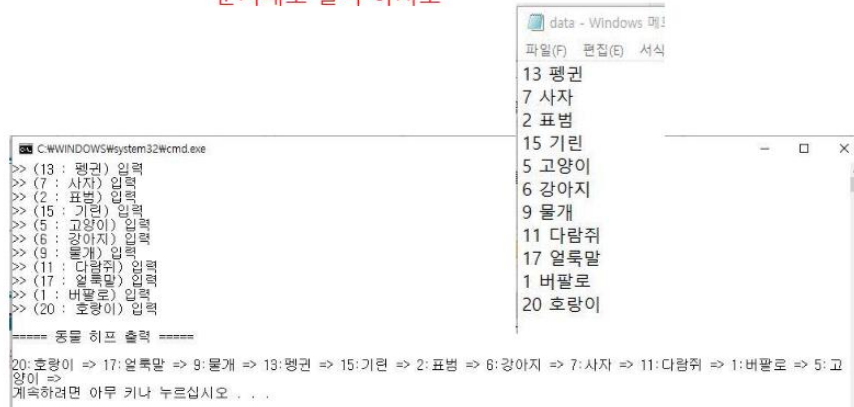 data - Windows
파일(F) 편집(E) 서식
13 펭귄
7 사자
2 표범
15 기린
5 고양이
6 강아지
9 물개
11 다람쥐
17 얼룩말
1 버팔로
20 호랑이
C:₩WINDOWS₩system32₩cmd.exe
>> (13 : 펭귄) 입력
>> (7 : 사자) 입력
>> (2 : 표범) 입력
>> (15 : 기린) 입력
>> (5 : 고양이) 입력
>> (6 : 강아지) 입력
>> (9 : 물개) 입력
>> (11 : 다람쥐) 입력
>> (17 : 얼룩말) 입력
>> (1 : 버팔로) 입력
>> (20 : 호랑이) 입력
===== 동물 히프 출력 =====
20:호랑이 => 17:얼룩말 => 9:물개 => 13:펭귄 => 15:기린 => 2:표범 => 6:강아지 => 7:사자 => 11:다람쥐 => 1:버팔로 => 5:고
양이 =>
계속하려면 아무 키나 누르십시오 . . .